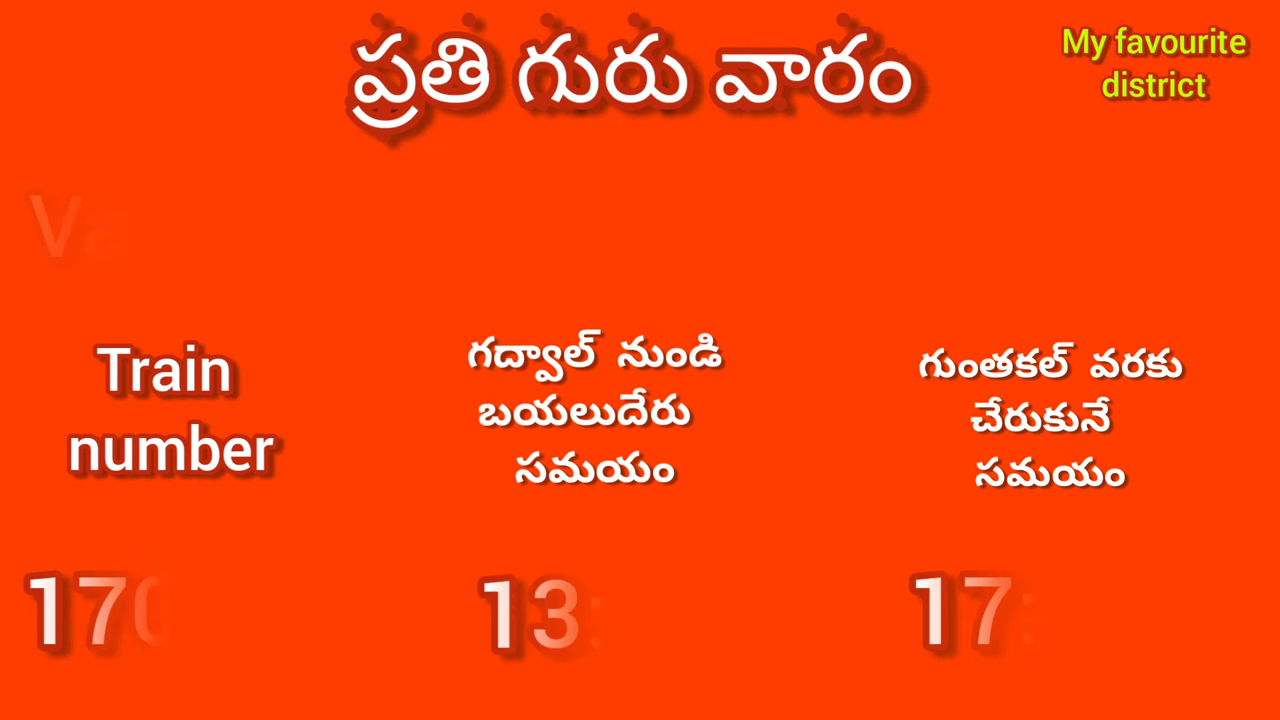 ప్రతి గురు వారం
My favourite
district
Train
number
గద్వాల్ నుండి
బయలుదేరు
సమయం
గుంతకల్ వరకు
చేరుకునే
సమయం